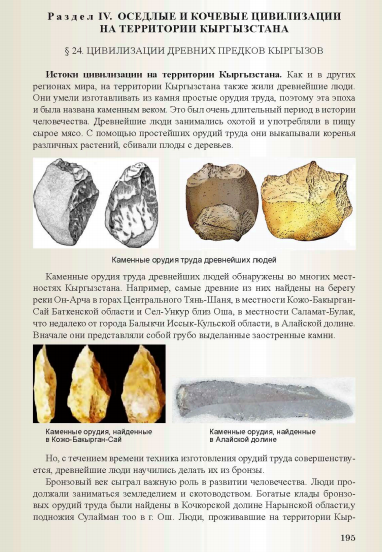 Раздел IV. ОСЕДЛЫЕ И КОЧЕВЫЕ ЦИВИЛИЗАЦИИ
НА ТЕРРИТОРИИ КЫРГЫЗСТАНА
§ 24. ЦИВИЛИЗАЦИИ ДРЕВНИХ ПРЕДКОВ КЫРГЫЗОВ
Истоки цивилизации на территории Кыргызстана. Как и в других
регионах мира, на территории Кыргызстана также жили древнейшие люди.
Они умели изготавливать из камня простые орудия труда, поэтому эта эпоха
и была названа каменным веком. Это был очень длительный период в истории
человечества. Древнейшие люди занимались охотой и употребляли в пищу
сырое мясо. С помощью простейших орудий труда они выкапывали коренья
различных растений, сбивали плоды с деревьев.
Каменные орудия труда древнейших людей
Каменные орудия труда древнейших людей обнаружены во многих мест-
ностях Кыргызстана. Например, самые древние из них найдены на берегу
реки Он-Арча в горах Центрального Тянь-Шаня, в местности Кожо-Бакырган-
Сай Баткенской области и Сел-Ункур близ Оша, в местности Саламат-Булак,
что недалеко от города Балыкчи Иссык-Кульской области, в Алайской долине.
Вначале они представляли собой грубо выделанные заостренные камни.
Каменные орудия, найденные
в Кожо-Бакырган-Сай
Каменные орудия, найденные
в Алайской долине
Но, с течением времени техника изготовления орудий труда совершенству-
ется, древнейшие люди научились делать их из бронзы.
Бронзовый век сыграл важную роль в развитии человечества. Люди про-
должали заниматься земледелием и скотоводством. Богатые клады бронзо-
вых орудий труда были найдены в Кочкорской долине Нарынской области,у
подножия Сулайман тоо в г. Ош. Люди, проживавшие на территории Кыр-
195